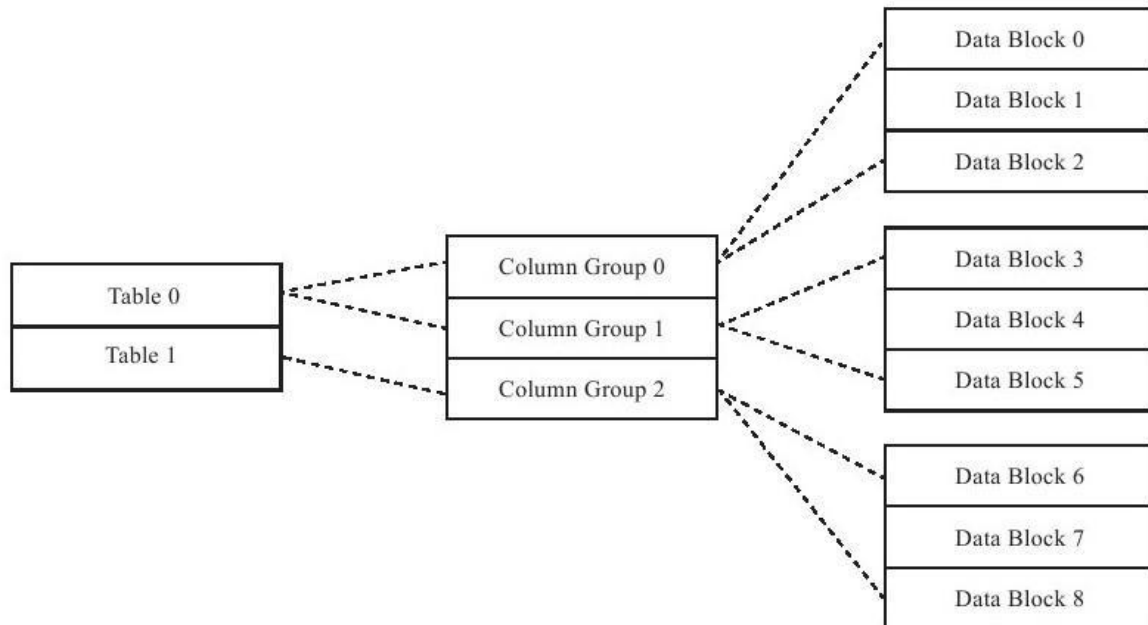 Table 0
Table 1
Column Group 0
Column Group 1
Column Group 2
Data Block 0
Data Block 1
Data Block 2
Data Block 3
Data Block 4
Data Block 5
Data Block 6
Data Block 7
Data Block 8